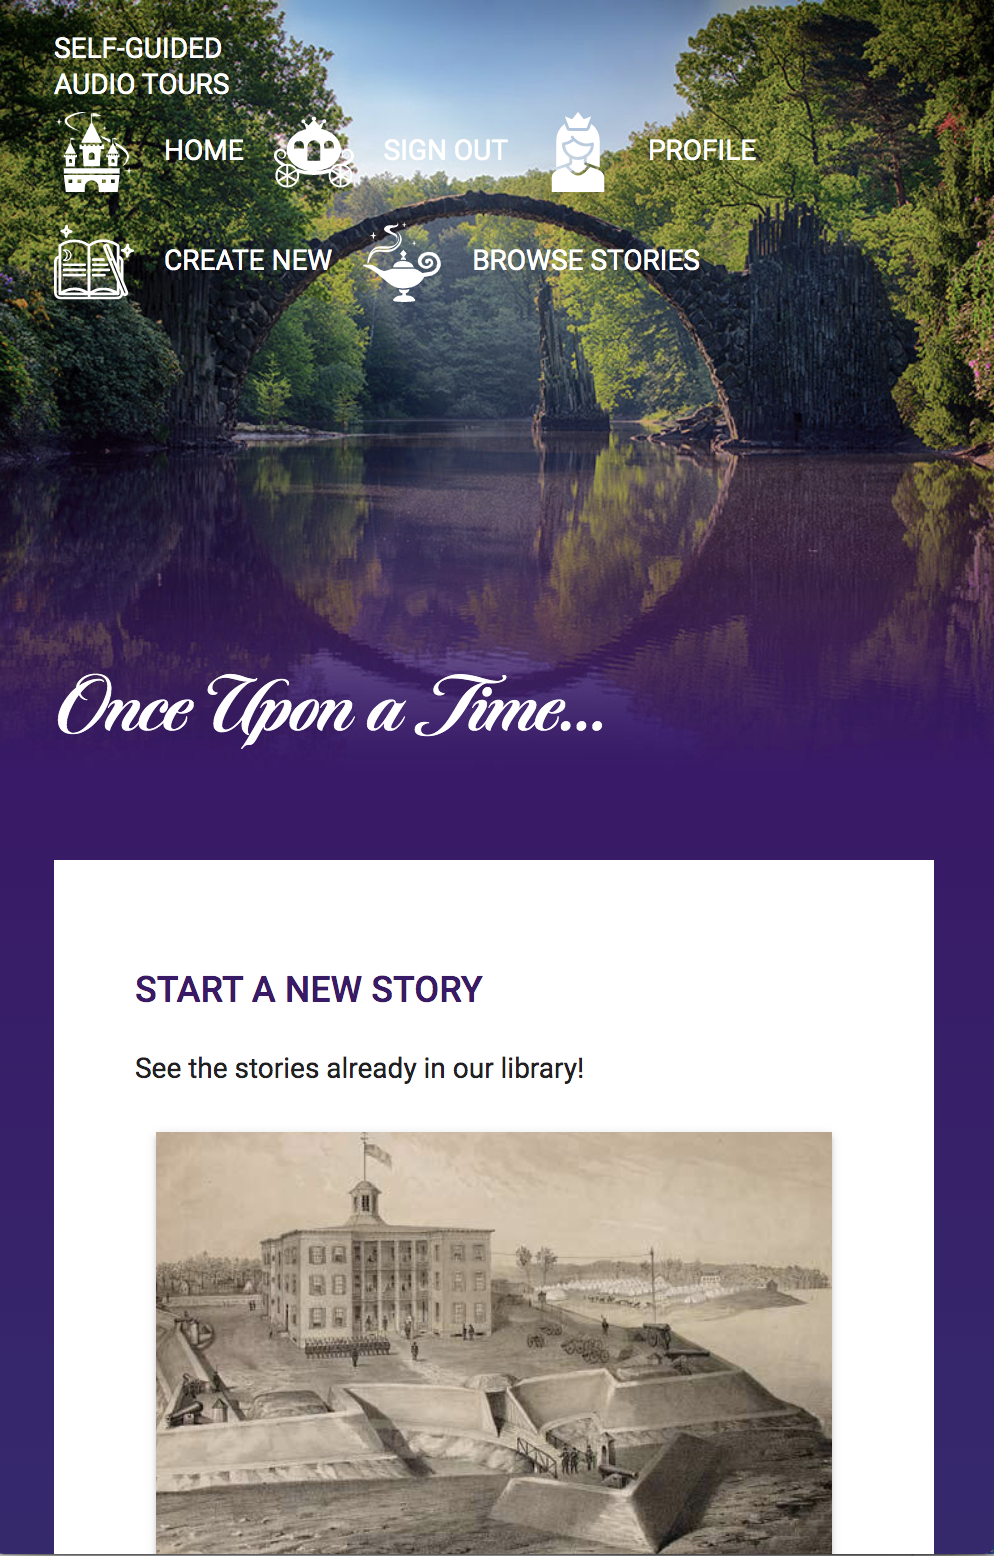 SELF-GUIDED
AUDIO TOURS
HOME SIGN OUT PROFILE
CREATE NEW BROWSE STORIES
Once Upon a Time...
START A NEW STORY
See the stories already in our library!